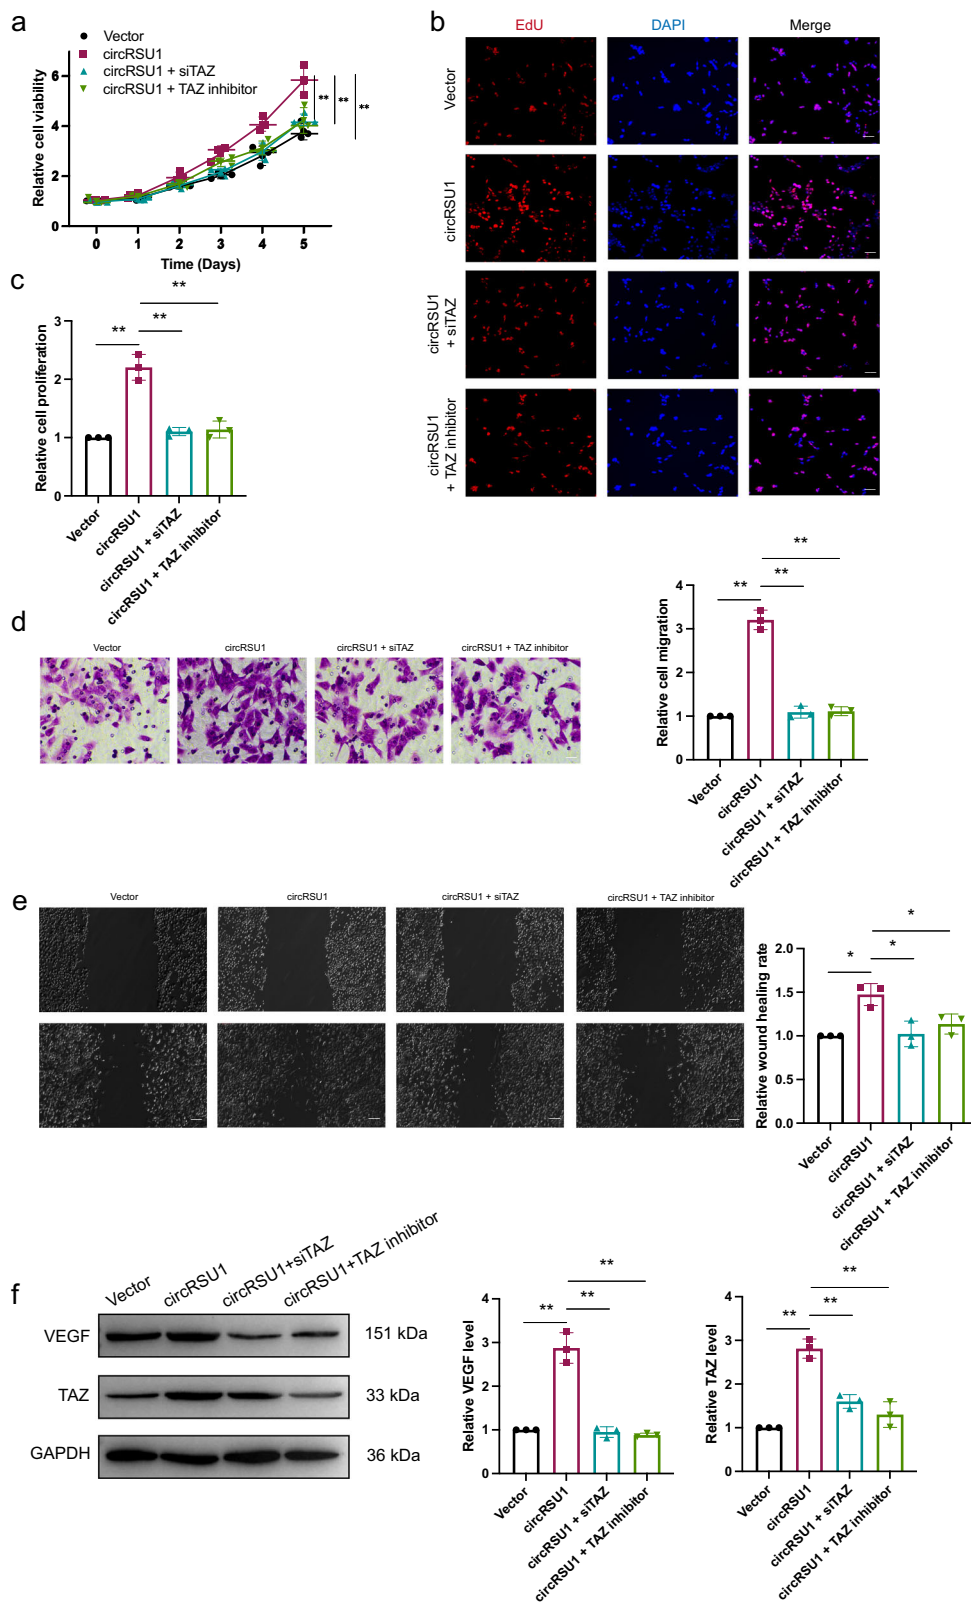 a
Vector
circRSU1
circRSU1 + siTAZ
circRSU1 + TAZ inhibitor
Relative cell viability
6
4
2
0
** ** **
0 1 2 3 4 5
Time (Days)
b
EdU DAPI Merge
Vector
circRSU1
circRSU1
+ siTAZ
circRSU1
+ TAZ inhibitor
c
Relative cell proliferation
3
2
1
0
**
**
**
Vector
circRSU1
circRSU1 + siTAZ
circRSU1 + TAZ inhibitor
d
Vector circRSU1 circRSU1 + siTAZ circRSU1 + TAZ inhibitor
Relative cell migration
4
3
2
1
0
**
**
**
Vector
circRSU1
circRSU1 + siTAZ
circRSU1 + TAZ inhibitor
e
Vector circRSU1 circRSU1 + siTAZ circRSU1 + TAZ inhibitor
Relative wound healing rate
2.0
1.5
1.0
0.5
0.0
*
*
*
Vector
circRSU1
circRSU1 + siTAZ
circRSU1 + TAZ inhibitor
f
Vector
circRSU1
circRSU1+siTAZ
circRSU1+TAZ inhibitor
VEGF 151 kDa
TAZ 33 kDa
GAPDH 36 kDa
Relative VEGF level
4
3
2
1
0
**
**
**
Vector
circRSU1
circRSU1 + siTAZ
circRSU1 + TAZ inhibitor
Relative TAZ level
4
3
2
1
0
**
**
**
Vector
circRSU1
circRSU1 + siTAZ
circRSU1 + TAZ inhibitor